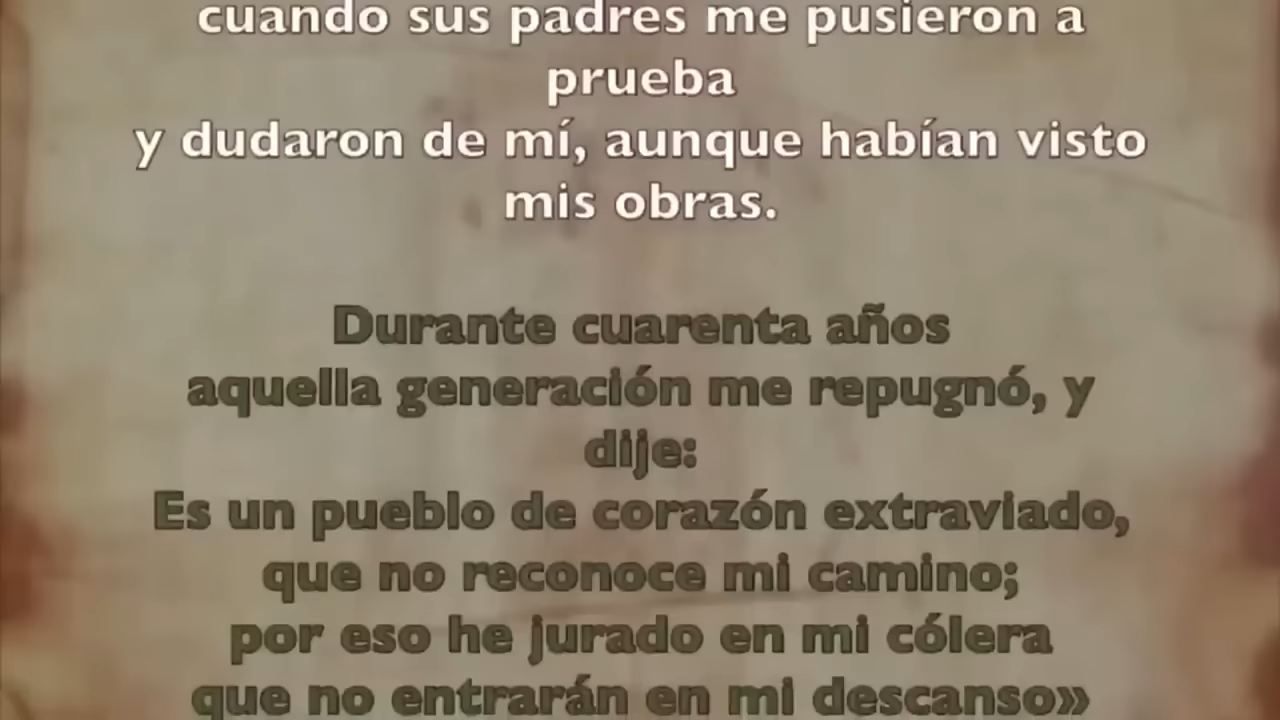 cuando sus padres me pusieron a
prueba
y dudaron de mí, aunque habían visto
mis obras.
Durante cuarenta años
aquella generación me repugnó, y
dije:
Es un pueblo de corazón extraviado,
que no reconoce mi camino;
por eso he jurado en mi cólera
que no entrarán en mi descanso»